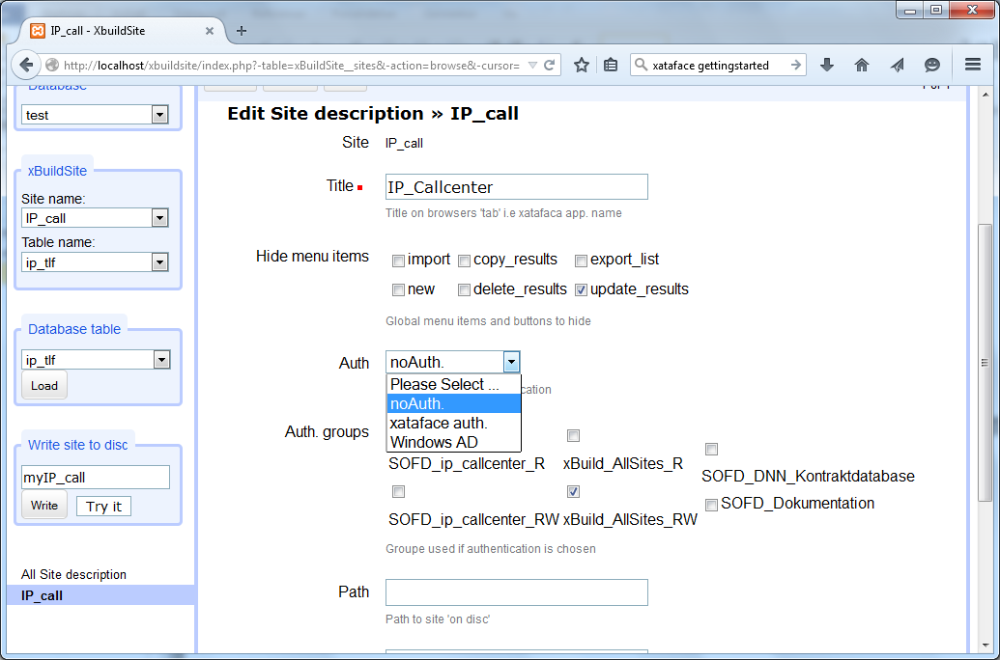 IP_call - XbuildSite
http://localhost/xbuildsite/index.php?-table=xBuildSite__sites&-action=browse&-cursor=
xataface gettingstarted
Database
test
xBuildSite
Site name:
IP_call
Table name:
ip_tlf
Database table
ip_tlf
Load
Write site to disc
myIP_call
Write
Try it
All Site description
IP_call
Edit Site description » IP_call
Site IP_call
Title IP_Callcenter
Title on browsers 'tab' i.e xatafaca app. name
Hide menu items import copy_results export_list
new delete_results update_results
Global menu items and buttons to hide
Auth noAuth.
Please Select ...
cation
noAuth.
xataface auth.
Windows AD
Auth. groups
SOFD_ip_callcenter_R xBuild_AllSites_R
SOFD_DNN_Kontraktdatabase
SOFD_Dokumentation
SOFD_ip_callcenter_RW xBuild_AllSites_RW
Groupe used if authentication is chosen
Path
Path to site 'on disc'